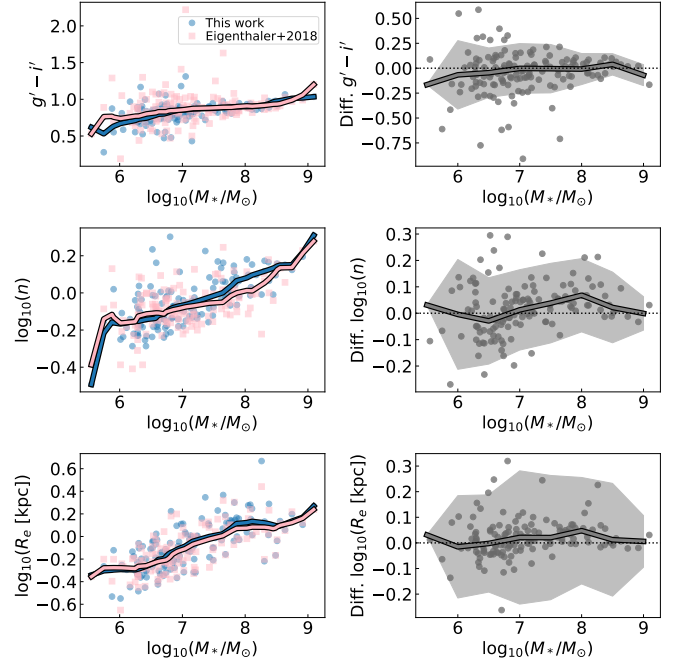 This work
Eigenthaler+2018
2.0
1.5
1.0
0.5
g′ − i′
6 7 8 9
log10(M∗/M⊙)
0.50
0.25
0.00
−0.25
−0.50
−0.75
Diff. g′ − i′
6 7 8 9
log10(M∗/M⊙)
0.2
0.0
−0.2
−0.4
log10(n)
6 7 8 9
log10(M∗/M⊙)
0.3
0.2
0.1
0.0
−0.1
−0.2
Diff. log10(n)
6 7 8 9
log10(M∗/M⊙)
0.6
0.4
0.2
0.0
−0.2
−0.4
−0.6
log10(Re [kpc])
6 7 8 9
log10(M∗/M⊙)
0.3
0.2
0.1
0.0
−0.1
−0.2
Diff. log10(Re [kpc])
6 7 8 9
log10(M∗/M⊙)